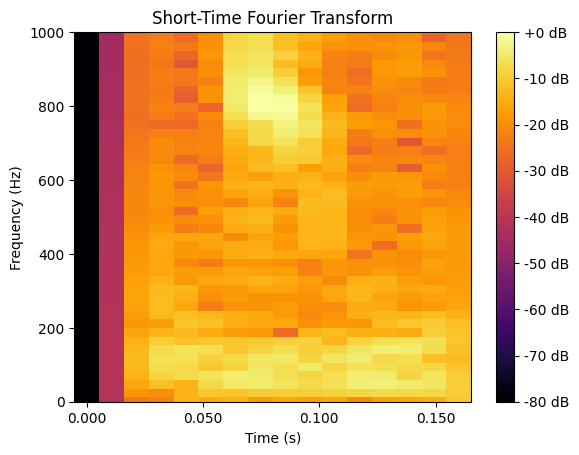 Short-Time Fourier Transform
1000
800
600
400
200
0
Frequency (Hz)
0.000
0.050
0.100
0.150
Time (s)
+0 dB
-10 dB
-20 dB
-30 dB
-40 dB
-50 dB
-60 dB
-70 dB
-80 dB